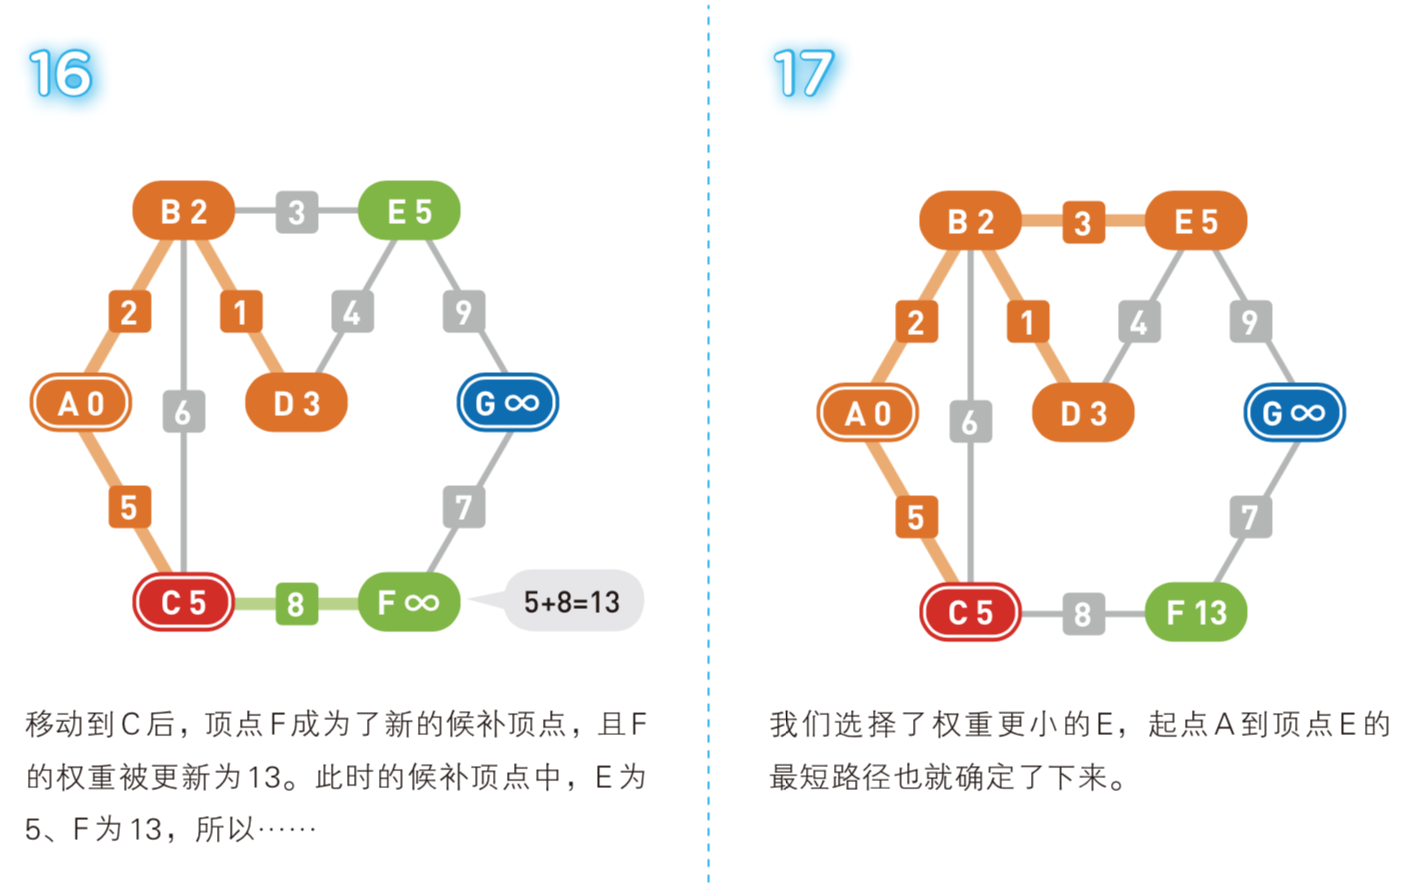 16
B 2
3
E 5
2
1
4
9
A 0
6
D 3
G ∞
5
7
C 5
8
F ∞
5+8=13
移动到C后，顶点F成为了新的候补顶点，且F
的权重被更新为13。此时的候补顶点中，E为
5、F为13，所以……
17
B 2
3
E 5
2
1
4
9
A 0
6
D 3
G ∞
5
7
C 5
8
F 13
我们选择了权重更小的E，起点A到顶点E的
最短路径也就确定了下来。